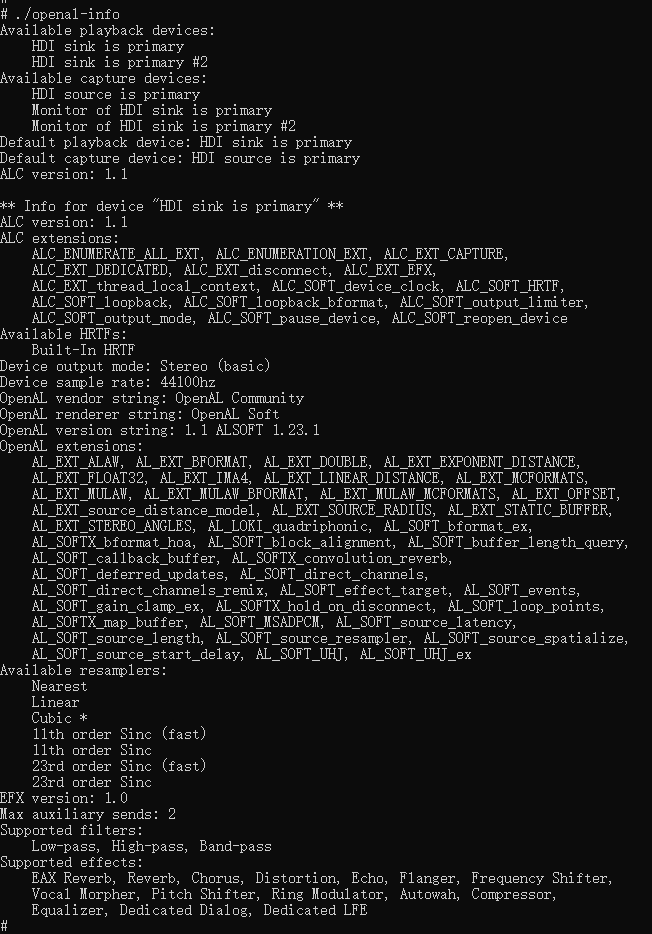 # ./openal-info
Available playback devices:
    HDI sink is primary
    HDI sink is primary #2
Available capture devices:
    HDI source is primary
    Monitor of HDI sink is primary
    Monitor of HDI sink is primary #2
Default playback device: HDI sink is primary
Default capture device: HDI source is primary
ALC version: 1.1

** Info for device "HDI sink is primary" **
ALC version: 1.1
ALC extensions:
    ALC_ENUMERATE_ALL_EXT, ALC_ENUMERATION_EXT, ALC_EXT_CAPTURE,
    ALC_EXT_DEDICATED, ALC_EXT_disconnect, ALC_EXT_EFX,
    ALC_EXT_thread_local_context, ALC_SOFT_device_clock, ALC_SOFT_HRTF,
    ALC_SOFT_loopback, ALC_SOFT_loopback_bformat, ALC_SOFT_output_limiter,
    ALC_SOFT_output_mode, ALC_SOFT_pause_device, ALC_SOFT_reopen_device
Available HRTFs:
    Built-In HRTF
Device output mode: Stereo (basic)
Device sample rate: 44100hz
OpenAL vendor string: OpenAL Community
OpenAL renderer string: OpenAL Soft
OpenAL version string: 1.1 ALSOFT 1.23.1
OpenAL extensions:
    AL_EXT_ALAW, AL_EXT_BFORMAT, AL_EXT_DOUBLE, AL_EXT_EXPONENT_DISTANCE,
    AL_EXT_FLOAT32, AL_EXT_IMA4, AL_EXT_LINEAR_DISTANCE, AL_EXT_MCFORMATS,
    AL_EXT_MULAW, AL_EXT_MULAW_BFORMAT, AL_EXT_MULAW_MCFORMATS, AL_EXT_OFFSET,
    AL_EXT_source_distance_model, AL_EXT_SOURCE_RADIUS, AL_EXT_STATIC_BUFFER,
    AL_EXT_STEREO_ANGLES, AL_LOKI_quadriphonic, AL_SOFT_bformat_ex,
    AL_SOFTX_bformat_hoa, AL_SOFT_block_alignment, AL_SOFT_buffer_length_query,
    AL_SOFT_callback_buffer, AL_SOFTX_convolution_reverb,
    AL_SOFT_deferred_updates, AL_SOFT_direct_channels,
    AL_SOFT_direct_channels_remix, AL_SOFT_effect_target, AL_SOFT_events,
    AL_SOFT_gain_clamp_ex, AL_SOFTX_hold_on_disconnect, AL_SOFT_loop_points,
    AL_SOFTX_map_buffer, AL_SOFT_MSADPCM, AL_SOFT_source_latency,
    AL_SOFT_source_length, AL_SOFT_source_resampler, AL_SOFT_source_spatialize,
    AL_SOFT_source_start_delay, AL_SOFT_UHJ, AL_SOFT_UHJ_ex
Available resamplers:
    Nearest
    Linear
    Cubic *
    11th order Sinc (fast)
    11th order Sinc
    23rd order Sinc (fast)
    23rd order Sinc
EFX version: 1.0
Max auxiliary sends: 2
Supported filters:
    Low-pass, High-pass, Band-pass
Supported effects:
    EAX Reverb, Reverb, Chorus, Distortion, Echo, Flanger, Frequency Shifter,
    Vocal Morpher, Pitch Shifter, Ring Modulator, Autowah, Compressor,
    Equalizer, Dedicated Dialog, Dedicated LFE
#